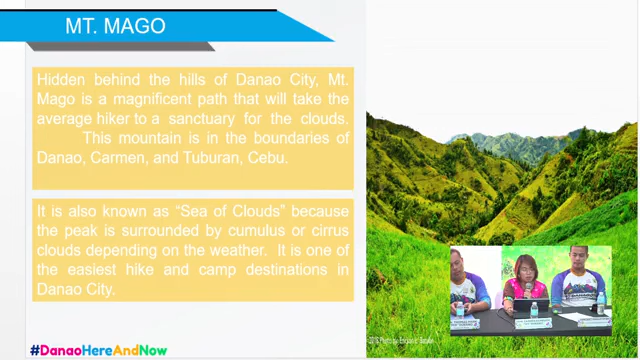 MT. MAGO
Hidden behind the hills of Danao City, Mt.
Mago is a magnificent path that will take the
average hiker to a sanctuary for the clouds.
This mountain is in the boundaries of
Danao, Carmen, and Tuburan, Cebu.
It is also known as “Sea of Clouds” because
the peak is surrounded by cumulus or cirrus
clouds depending on the weather. It is one of
the easiest hike and camp destinations in
Danao City.
#DanaoHereAndNow